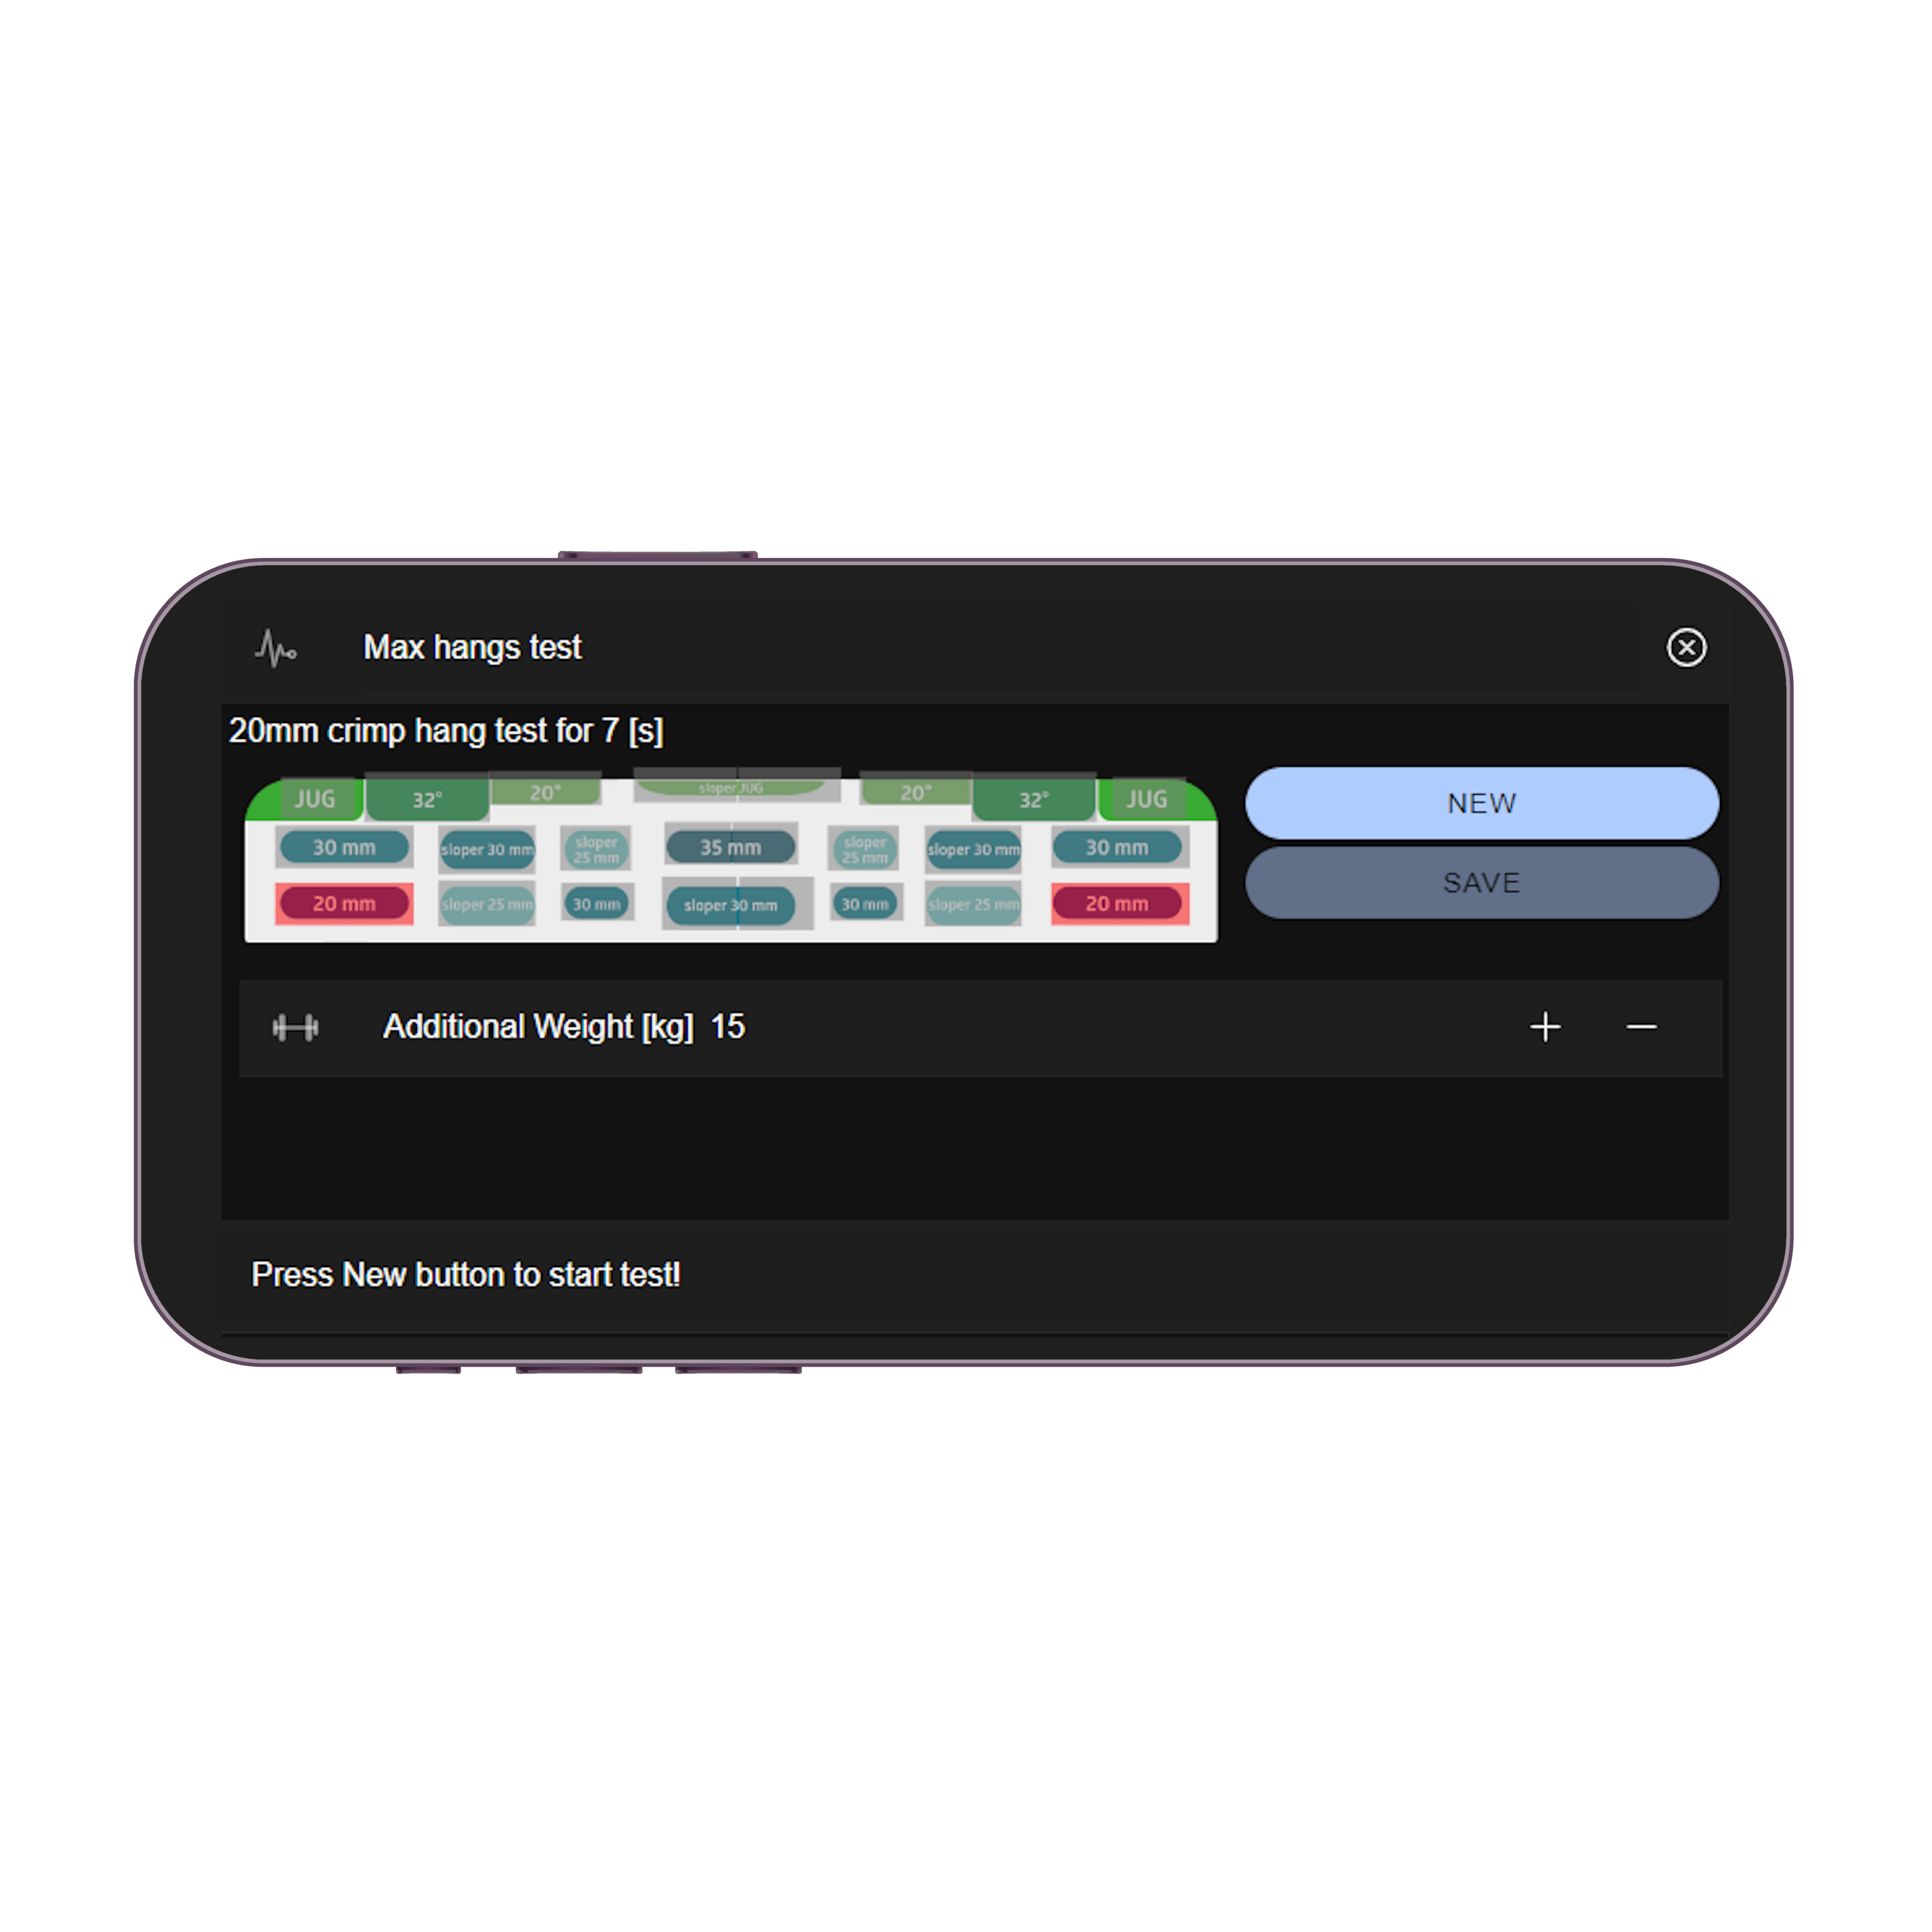 Max hangs test
20mm crimp hang test for 7 [s]
JUG 32° 20° sloper JUG 20° 32° JUG
NEW
30 mm sloper 30 mm sloper 25 mm 35 mm sloper 25 mm sloper 30 mm 30 mm
SAVE
20 mm sloper 25 mm 30 mm sloper 30 mm 30 mm sloper 25 mm 20 mm
Additional Weight [kg] 15
Press New button to start test!